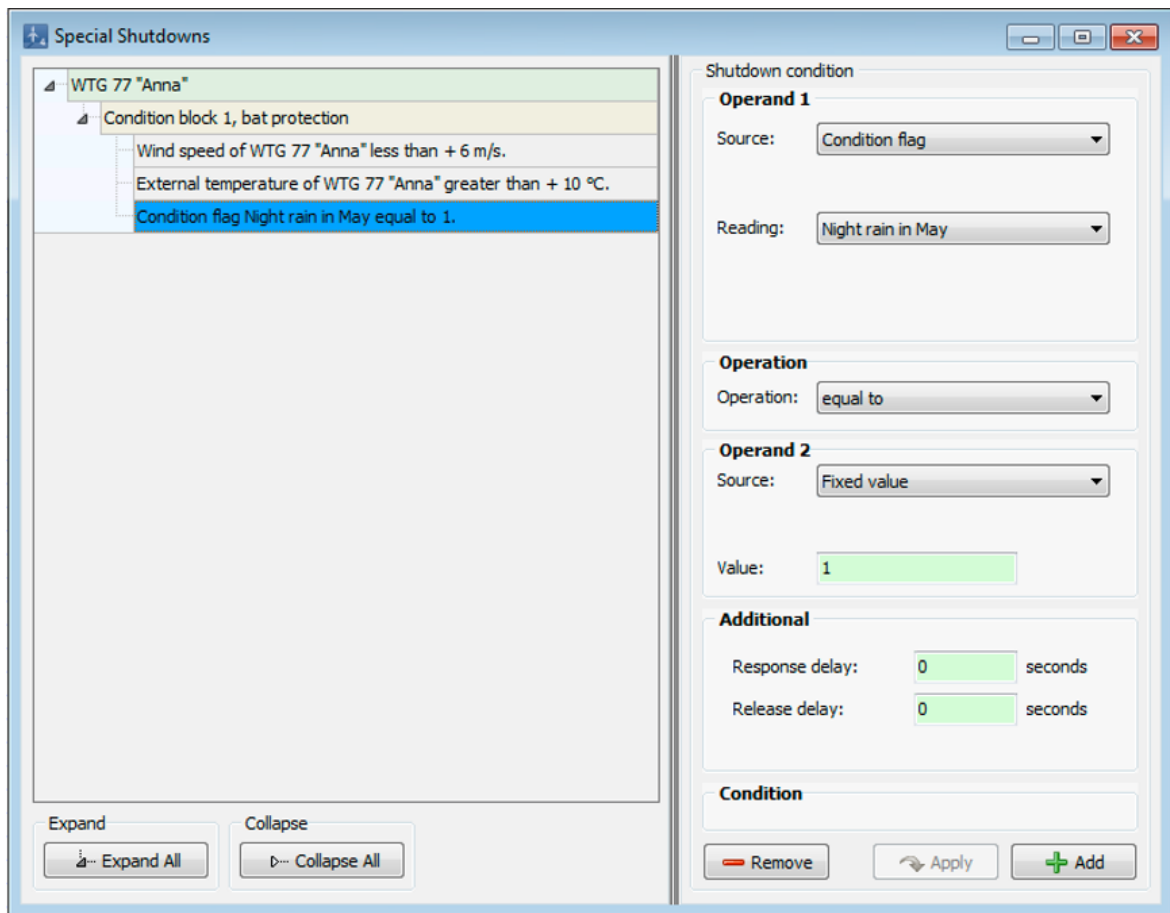 Special Shutdowns
WTG 77 "Anna"
Condition block 1, bat protection
Wind speed of WTG 77 "Anna" less than + 6 m/s.
External temperature of WTG 77 "Anna" greater than + 10 ºC.
Condition flag Night rain in May equal to 1.
Expand
Expand All
Collapse
Collapse All
Shutdown condition
Operand 1
Source: Condition flag
Reading: Night rain in May
Operation
Operation: equal to
Operand 2
Source: Fixed value
Value: 1
Additional
Response delay: 0 seconds
Release delay: 0 seconds
Condition
Remove Apply Add